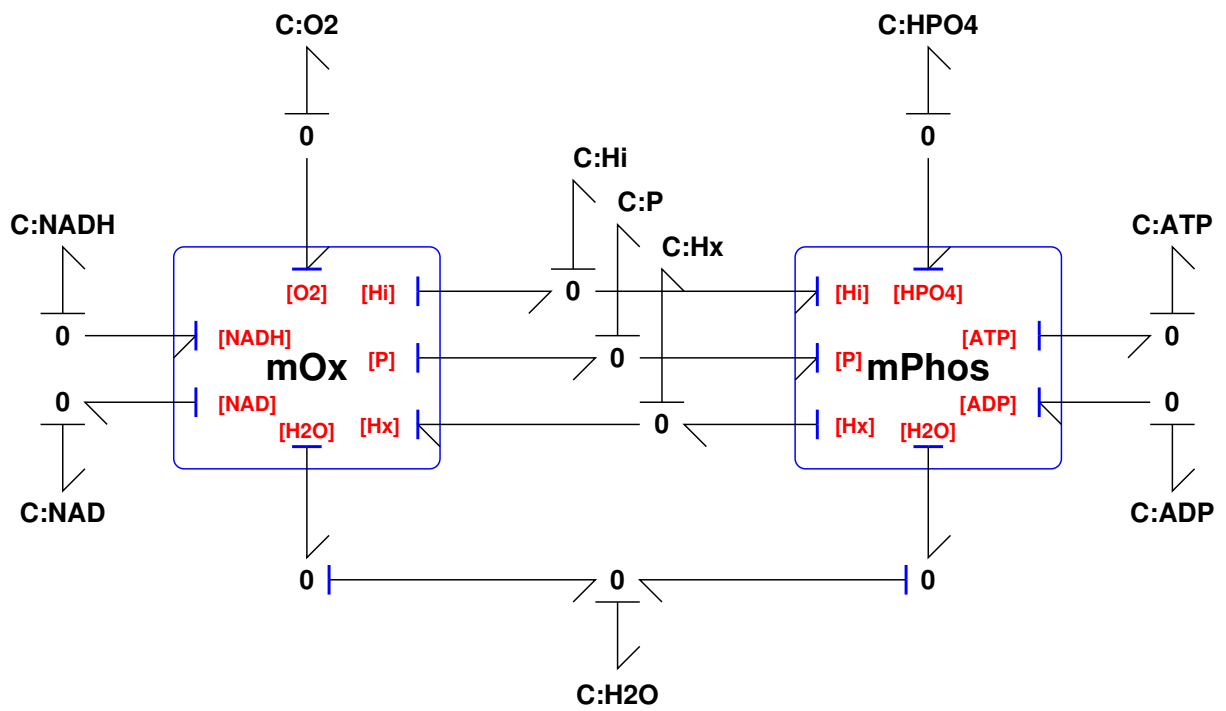 C:O2
C:HPO4
0
0
C:Hi
C:P
C:NADH
C:Hx
C:ATP
[O2]
[Hi]
0
[Hi]
[HPO4]
0
[NADH]
[ATP]
0
mOx
[P]
0
[P]
mPhos
0
[NAD]
[ADP]
0
[H2O]
[Hx]
0
[Hx]
[H2O]
C:NAD
C:ADP
0
0
0
C:H2O